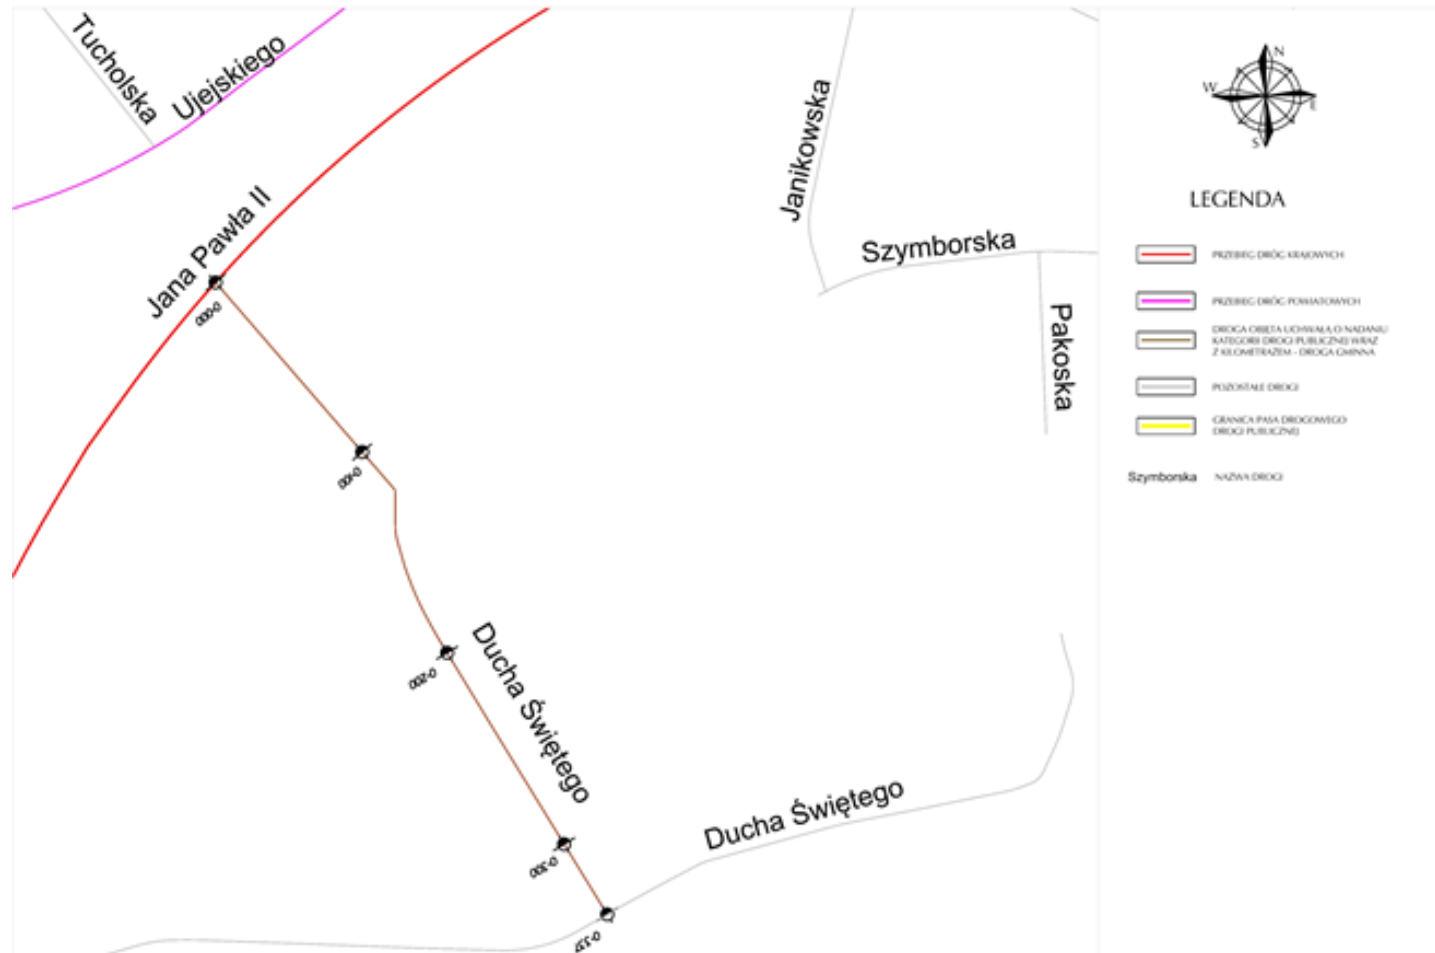 Tucholska
Ujejskiego
Jana Pawła II
0+000
0+100
0+200
0+300
0+337
Ducha Świętego
Ducha Świętego
Janikowska
Szymborska
Pakoska
N
W
E
S
LEGENDA
PRZEBIEG DRÓG KRAJOWYCH
PRZEBIEG DRÓG POWIATOWYCH
DROGA OBJĘTA UCHWAŁĄ O NADANIU
KATEGORII DROGI PUBLICZNEJ WRAZ
Z KILOMETRAŻEM - DROGA GMINNA
POZOSTAŁE DROGI
GRANICA PASA DROGOWEGO
DROGI PUBLICZNEJ
Szymborska NAZWA DROGI